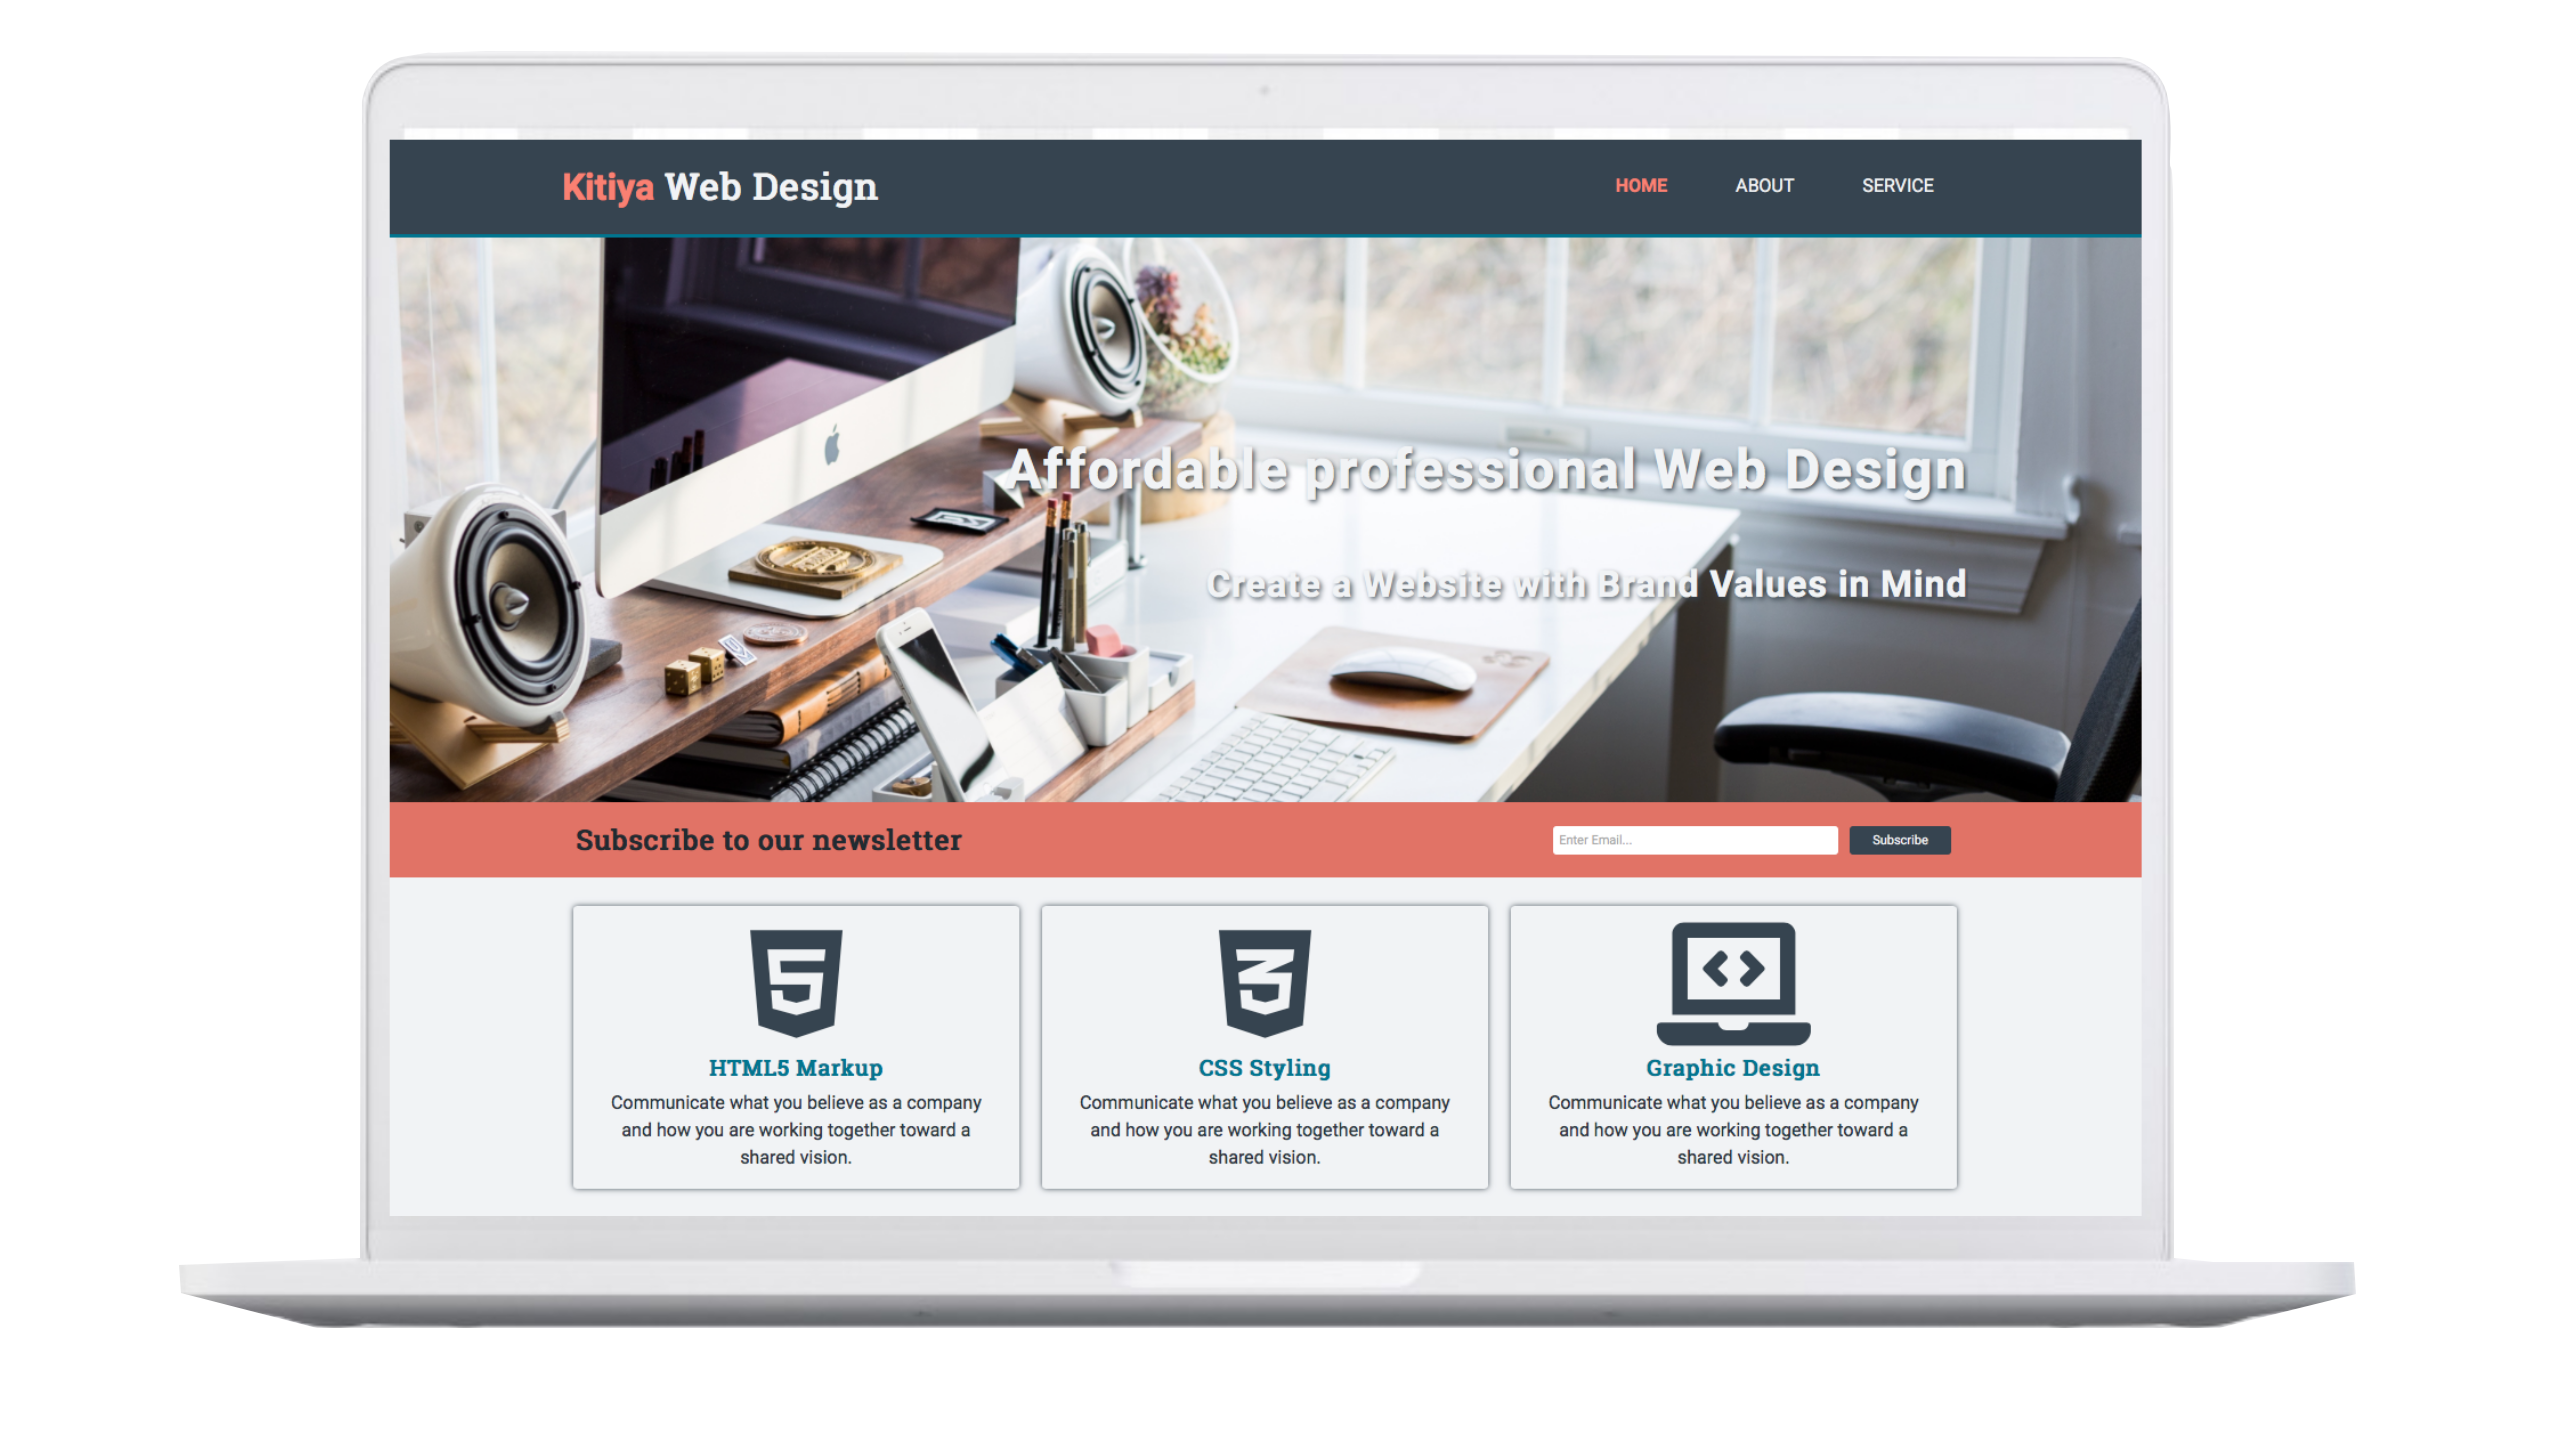 Kitiya Web Design
HOME ABOUT SERVICE
Affordable professional Web Design
Create a Website with Brand Values in Mind
Subscribe to our newsletter
Enter Email...
Subscribe
HTML5 Markup
Communicate what you believe as a company
and how you are working together toward a
shared vision.
CSS Styling
Communicate what you believe as a company
and how you are working together toward a
shared vision.
Graphic Design
Communicate what you believe as a company
and how you are working together toward a
shared vision.